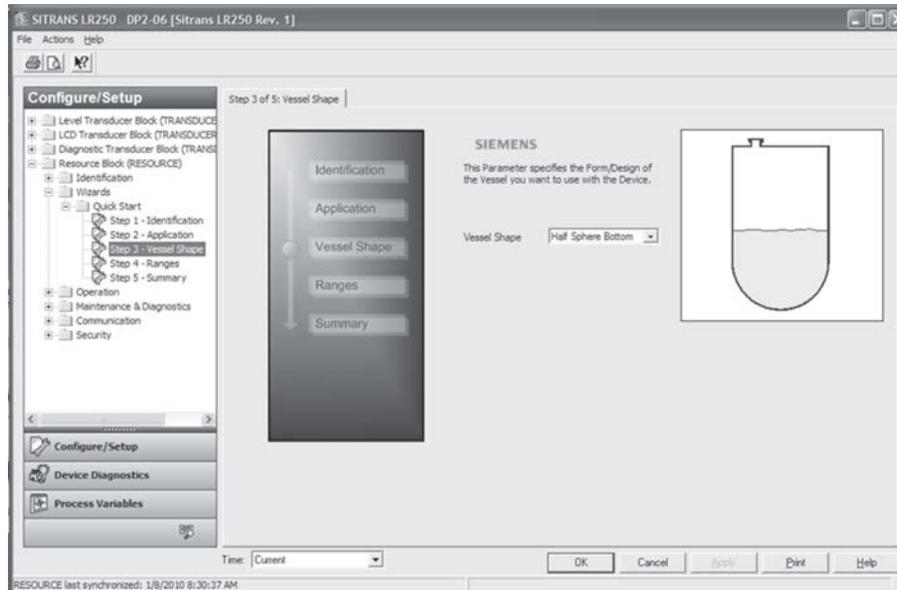 SITRANS LR250 DP2-06 [Sitrans LR250 Rev. 1]
File Actions Help
Configure/Setup
Level Transducer Block (TRANSDUCE
LCD Transducer Block (TRANSDUCER
Diagnostic Transducer Block (TRANSI
Resource Block (RESOURCE)
Identification
Wizards
Quick Start
Step 1 - Identification
Step 2 - Application
Step 3 - Vessel Shape
Step 4 - Ranges
Step 5 - Summary
Operation
Maintenance & Diagnostics
Communication
Security
Configure/Setup
Device Diagnostics
Process Variables
Step 3 of 5: Vessel Shape
Identification
Application
Vessel Shape
Ranges
Summary
SIEMENS
This Parameter specifies the Form/Design of
the Vessel you want to use with the Device.
Vessel Shape Half Sphere Bottom
Time: Current
OK Cancel Apply Print Help
RESOURCE last synchronized: 1/8/2010 8:30:37 AM